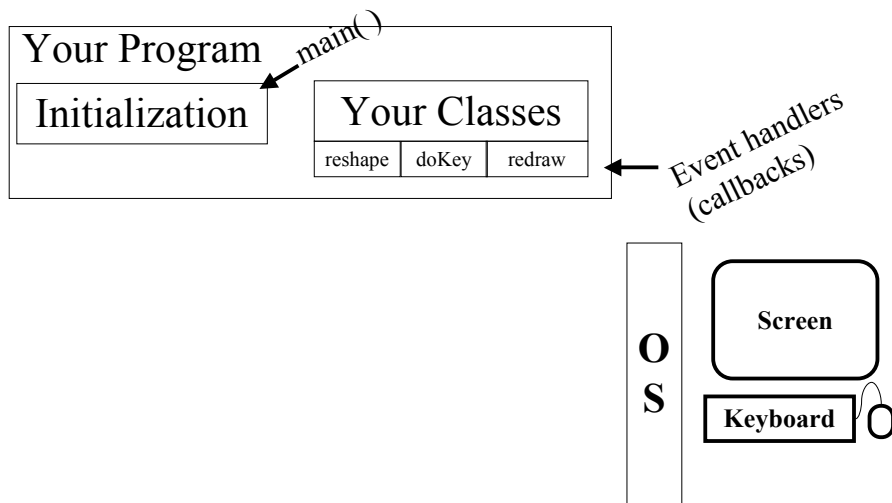 Your Program
main( )
Initialization
Your Classes
reshape
doKey
redraw
Event handlers
(callbacks)
O
S
Screen
Keyboard